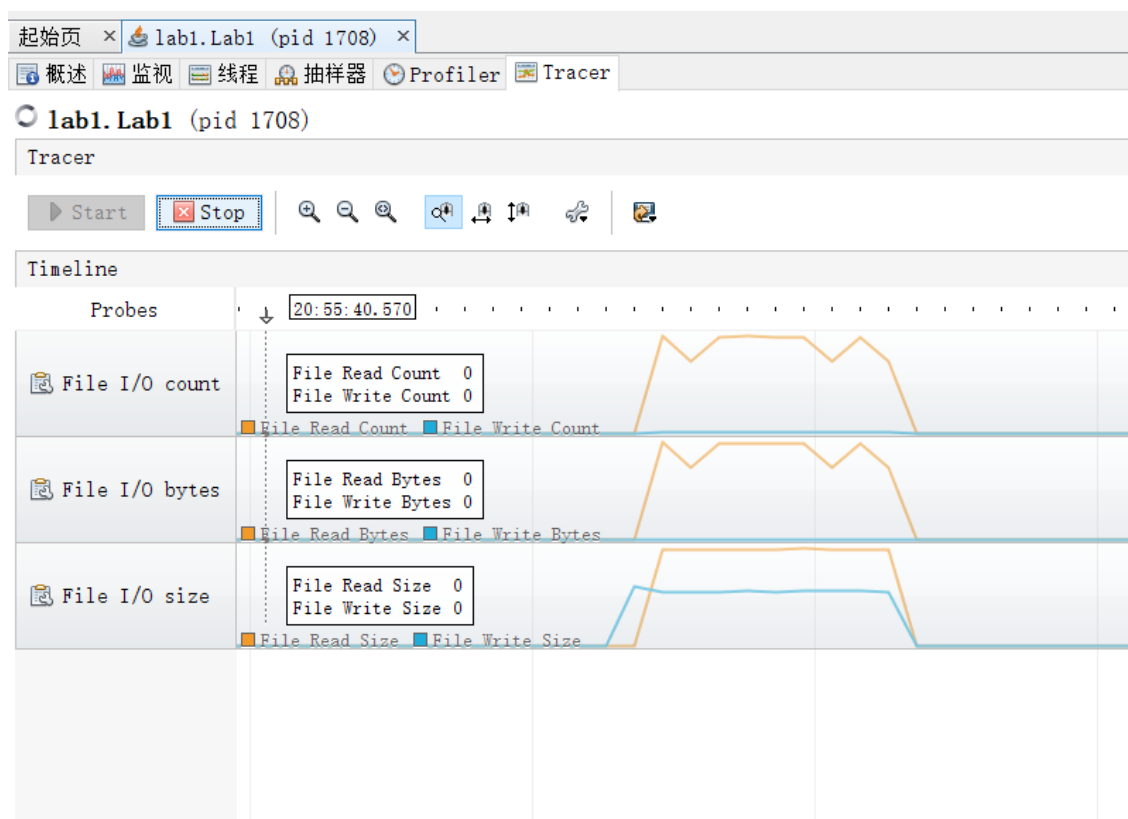 起始页 × lab1.Lab1 (pid 1708) ×
概述 监视 线程 抽样器 Profiler Tracer
lab1.Lab1 (pid 1708)
Tracer
Start Stop
Timeline
Probes 20:55:40.570
File I/O count
File Read Count 0
File Write Count 0
File Read Count File Write Count
File I/O bytes
File Read Bytes 0
File Write Bytes 0
File Read Bytes File Write Bytes
File I/O size
File Read Size 0
File Write Size 0
File Read Size File Write Size